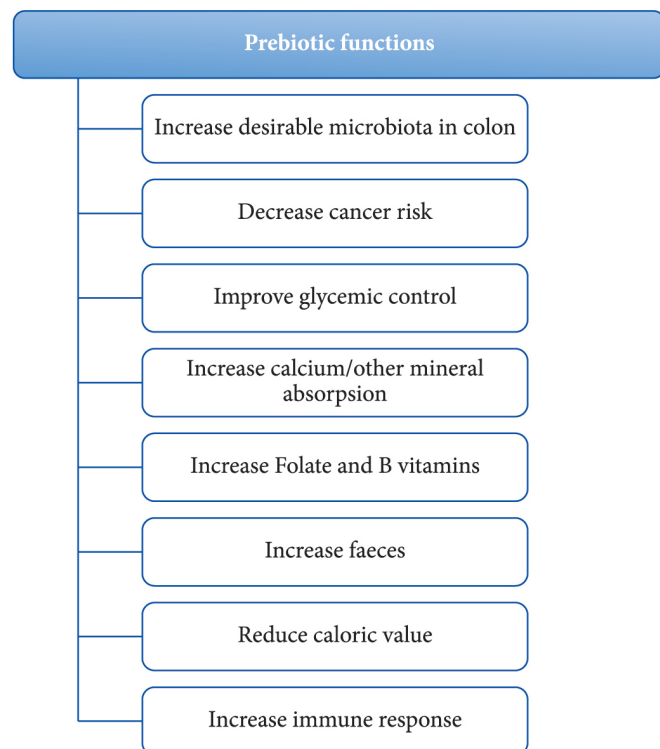 Prebiotic functions
Increase desirable microbiota in colon
Decrease cancer risk
Improve glycemic control
Increase calcium/other mineral
absorpsion
Increase Folate and B vitamins
Increase faeces
Reduce caloric value
Increase immune response